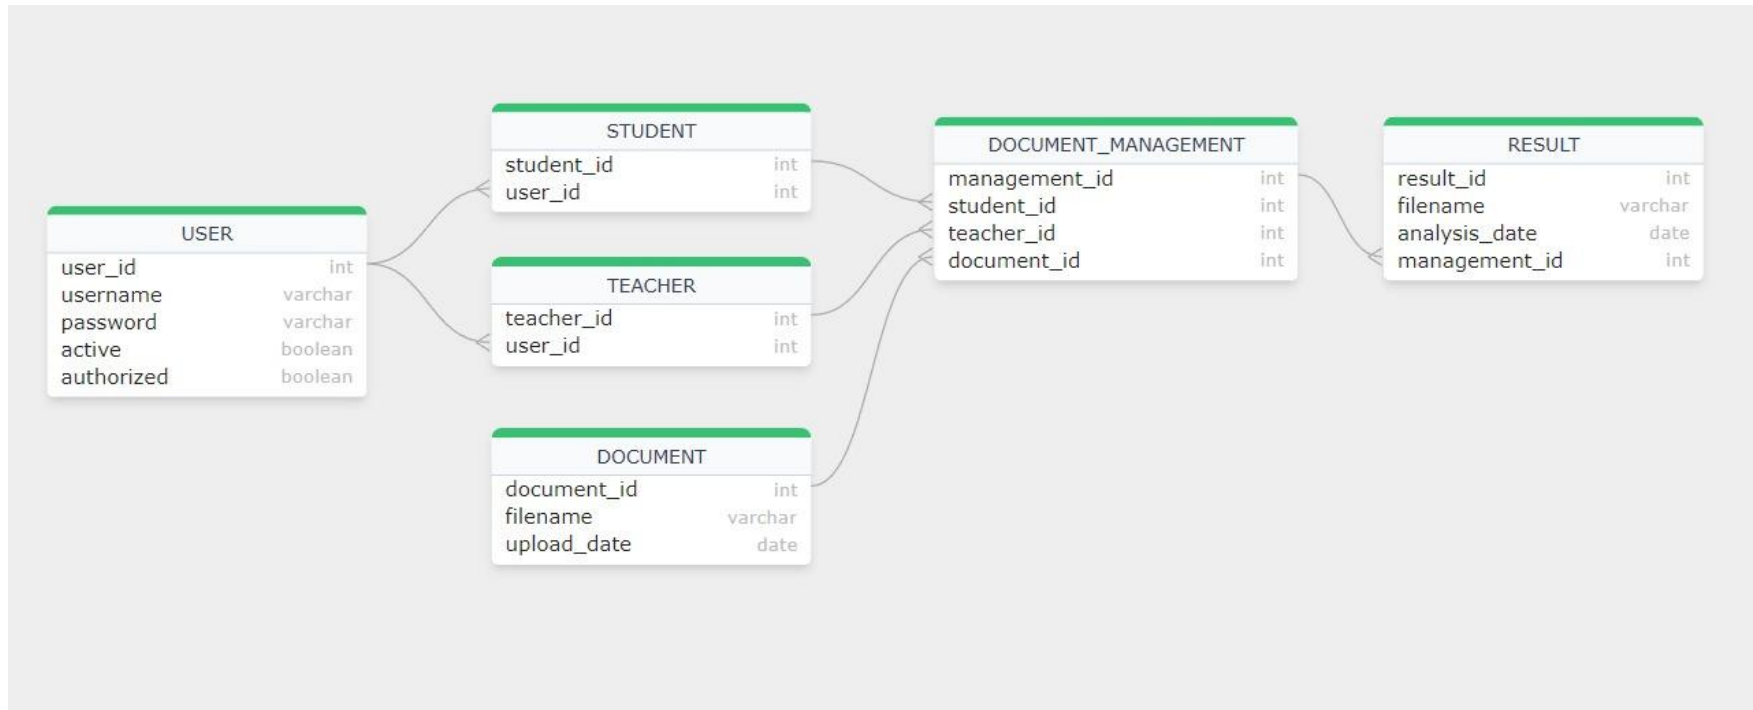 USER
user_id int
username varchar
password varchar
active boolean
authorized boolean
STUDENT
student_id int
user_id int
TEACHER
teacher_id int
user_id int
DOCUMENT
document_id int
filename varchar
upload_date date
DOCUMENT_MANAGEMENT
management_id int
student_id int
teacher_id int
document_id int
RESULT
result_id int
filename varchar
analysis_date date
management_id int